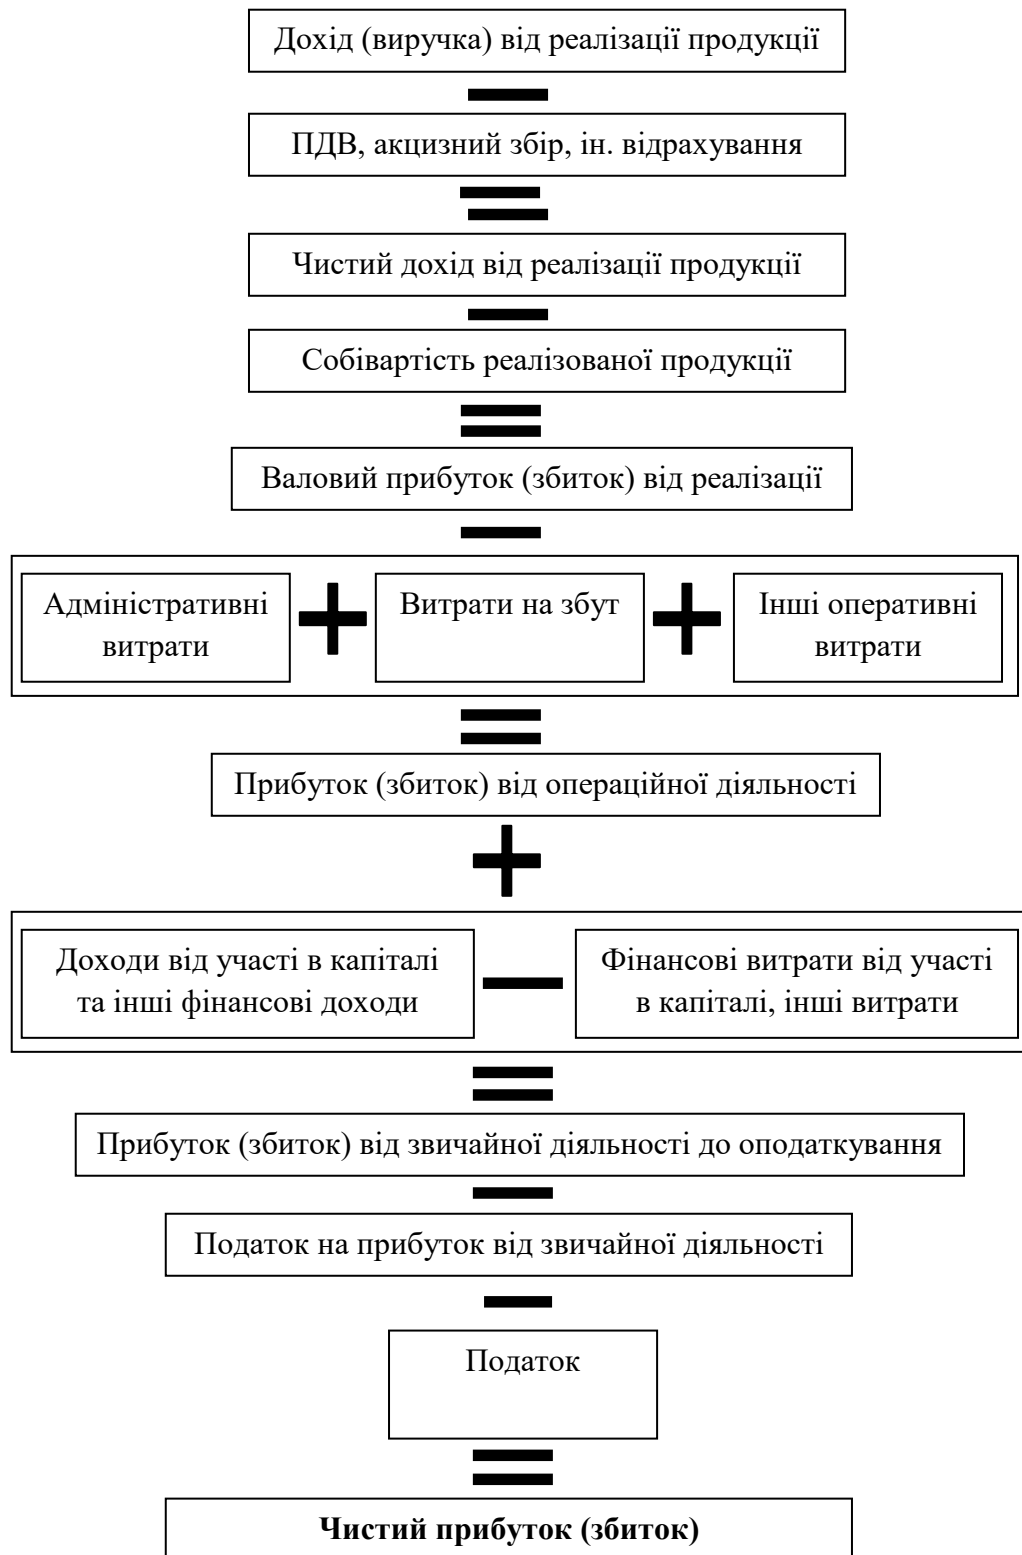 Дохід (виручка) від реалізації продукції
ПДВ, акцизний збір, ін. відрахування
Чистий дохід від реалізації продукції
Собівартість реалізованої продукції
Валовий прибуток (збиток) від реалізації
Адміністративні
витрати
Витрати на збут
Інші оперативні
витрати
Прибуток (збиток) від операційної діяльності
Доходи від участі в капіталі
та інші фінансові доходи
Фінансові витрати від участі
в капіталі, інші витрати
Прибуток (збиток) від звичайної діяльності до оподаткування
Податок на прибуток від звичайної діяльності
Податок
Чистий прибуток (збиток)